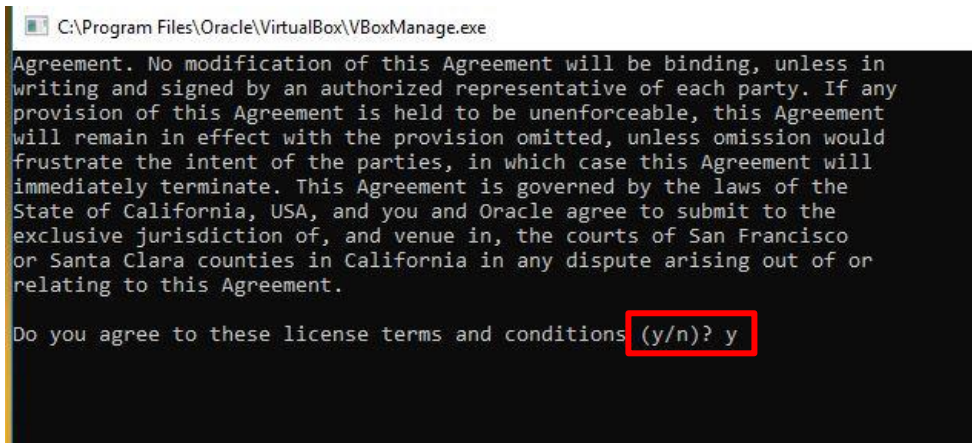 C:\Program Files\Oracle\VirtualBox\VBoxManage.exe
Agreement. No modification of this Agreement will be binding, unless in
writing and signed by an authorized representative of each party. If any
provision of this Agreement is held to be unenforceable, this Agreement
will remain in effect with the provision omitted, unless omission would
frustrate the intent of the parties, in which case this Agreement will
immediately terminate. This Agreement is governed by the laws of the
State of California, USA, and you and Oracle agree to submit to the
exclusive jurisdiction of, and venue in, the courts of San Francisco
or Santa Clara counties in California in any dispute arising out of or
relating to this Agreement.
Do you agree to these license terms and conditions (y/n)? y